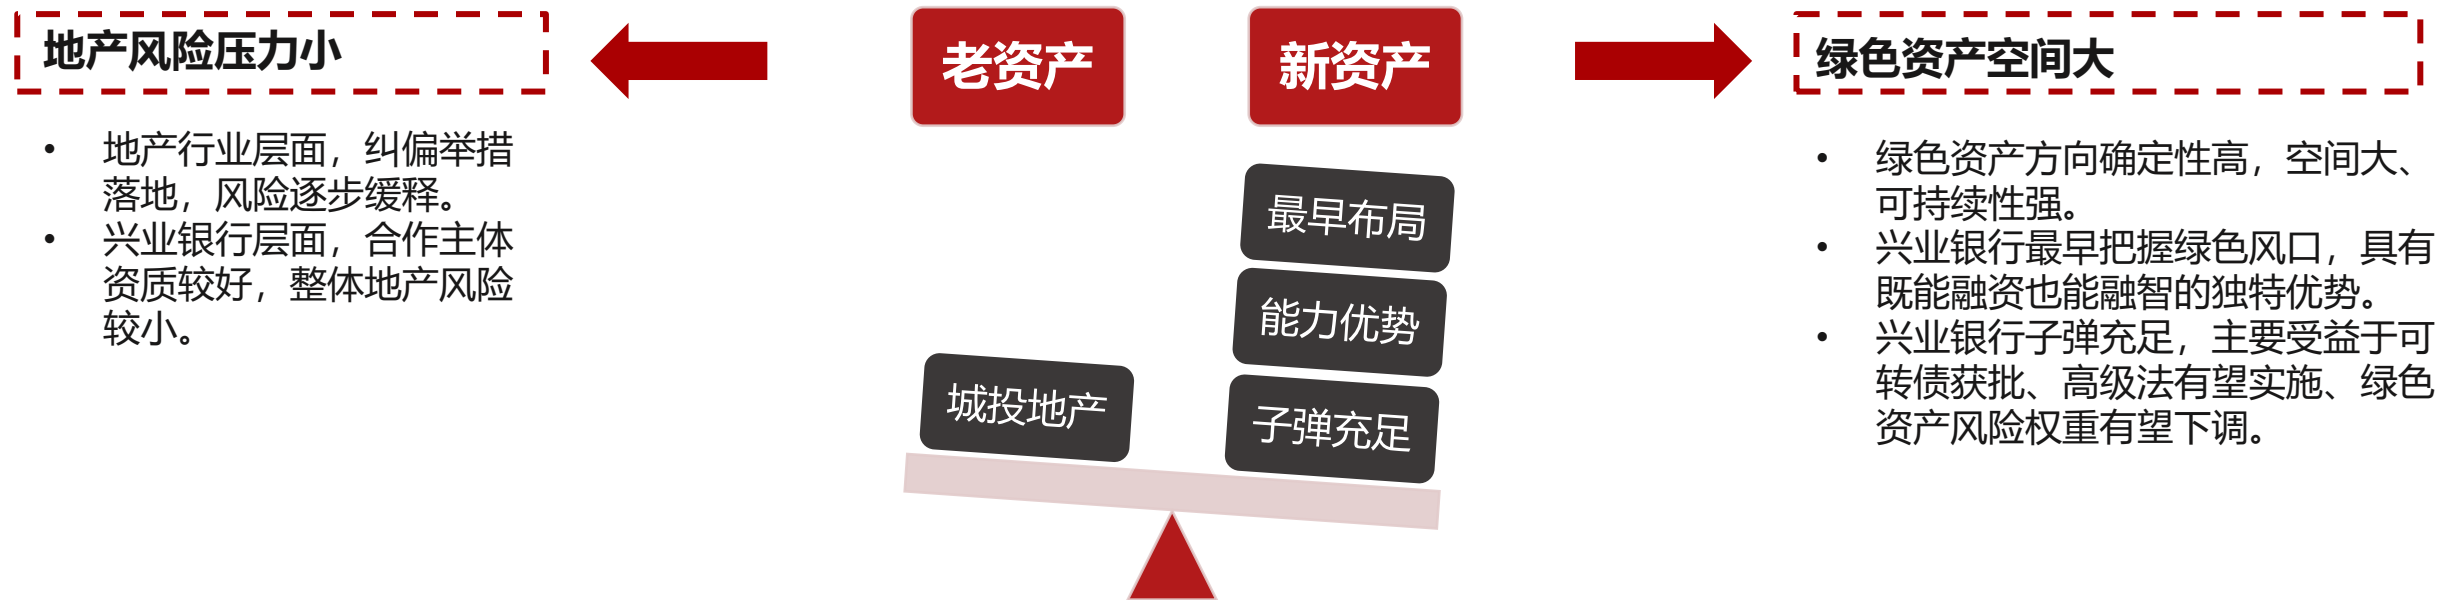 地产风险压力小
• 地产行业层面，纠偏举措
落地，风险逐步缓释。
• 兴业银行层面，合作主体
资质较好，整体地产风险
较小。
老资产
新资产
最早布局
能力优势
城投地产
子弹充足
绿色资产空间大
• 绿色资产方向确定性高，空间大、
可持续性强。
• 兴业银行最早把握绿色风口，具有
既能融资也能融智的独特优势。
• 兴业银行子弹充足，主要受益于可
转债获批、高级法有望实施、绿色
资产风险权重有望下调。